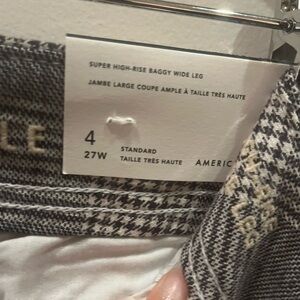 SUPER HIGH-RISE BAGGY WIDE LEG
JAMBE LARGE COUPE AMPLE À TAILLE TRÈS HAUTE
4
27W
STANDARD
TAILLE TRÈS HAUTE
AMERIC
LE